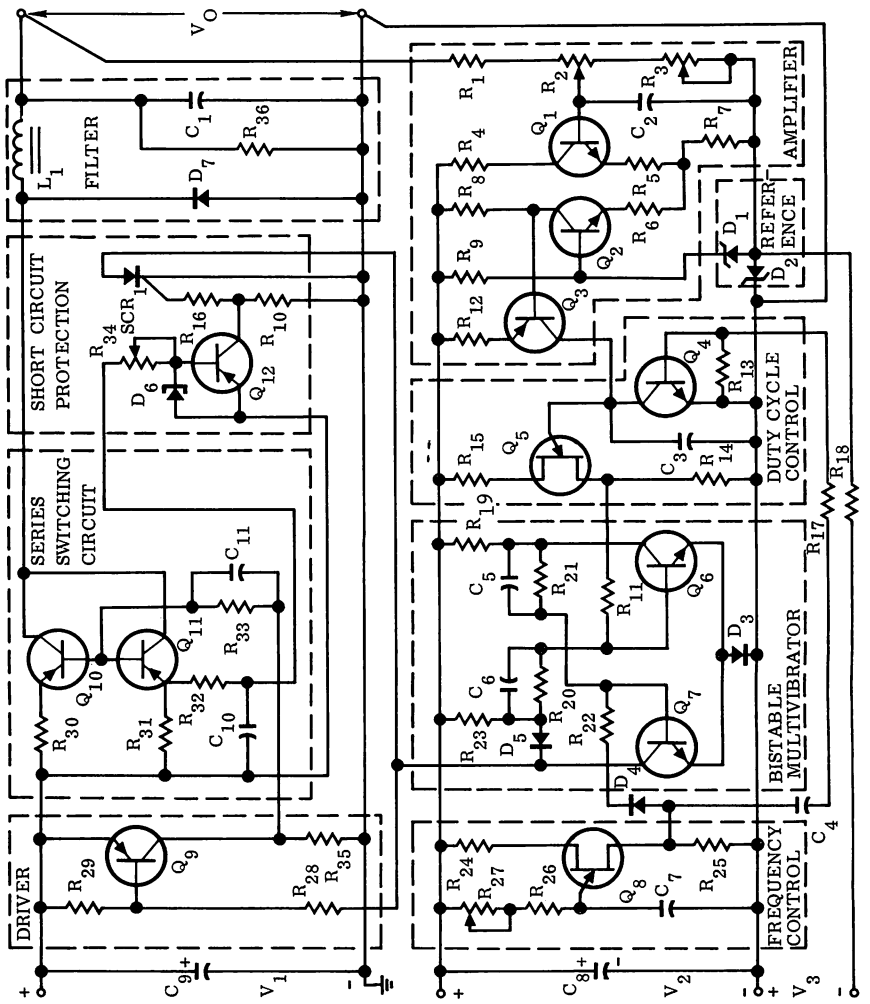 DRIVER
SERIES
SWITCHING
CIRCUIT
SHORT CIRCUIT
PROTECTION
FILTER
+
C9
+
V1
-
R29
Q9
R28
R35
R30
Q10
R31
Q11
R32
C10
R33
C11
R34
SCR1
D6
Q12
R16
R10
L1
D7
C1
R36
VO
+
C8
+
-
V2
-
+
V3
-
R24
R27
R26
Q8
C7
R25
FREQUENCY
CONTROL
C4
R23
D5
D4
C6
R20
R22
Q7
C5
R21
R19
R11
Q6
D3
BISTABLE
MULTIVIBRATOR
R17
R18
R15
Q5
C3
R14
Q4
R13
DUTY CYCLE
CONTROL
R12
R9
R8
R4
Q3
Q2
Q1
R6
R5
R1
R2
R3
C2
R7
AMPLIFIER
D1
D2
REFER-
ENCE